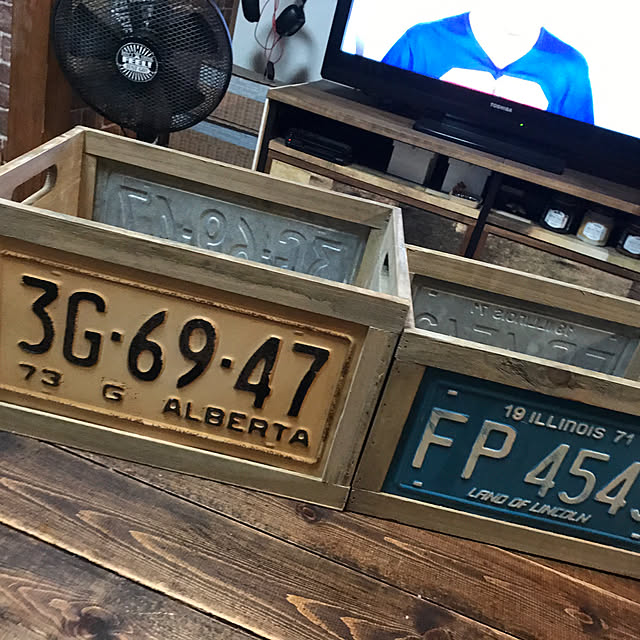 TOSHIBA
3G·69·47
73 G ALBERTA
19 ILLINOIS 71
FP 454
LAND OF LINCOLN